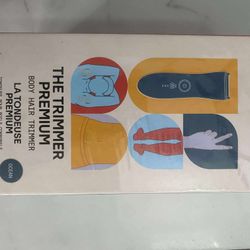 THE TRIMMER
PREMIUM
BODY HAIR TRIMMER
LA TONDEUSE
PREMIUM
OCEAN